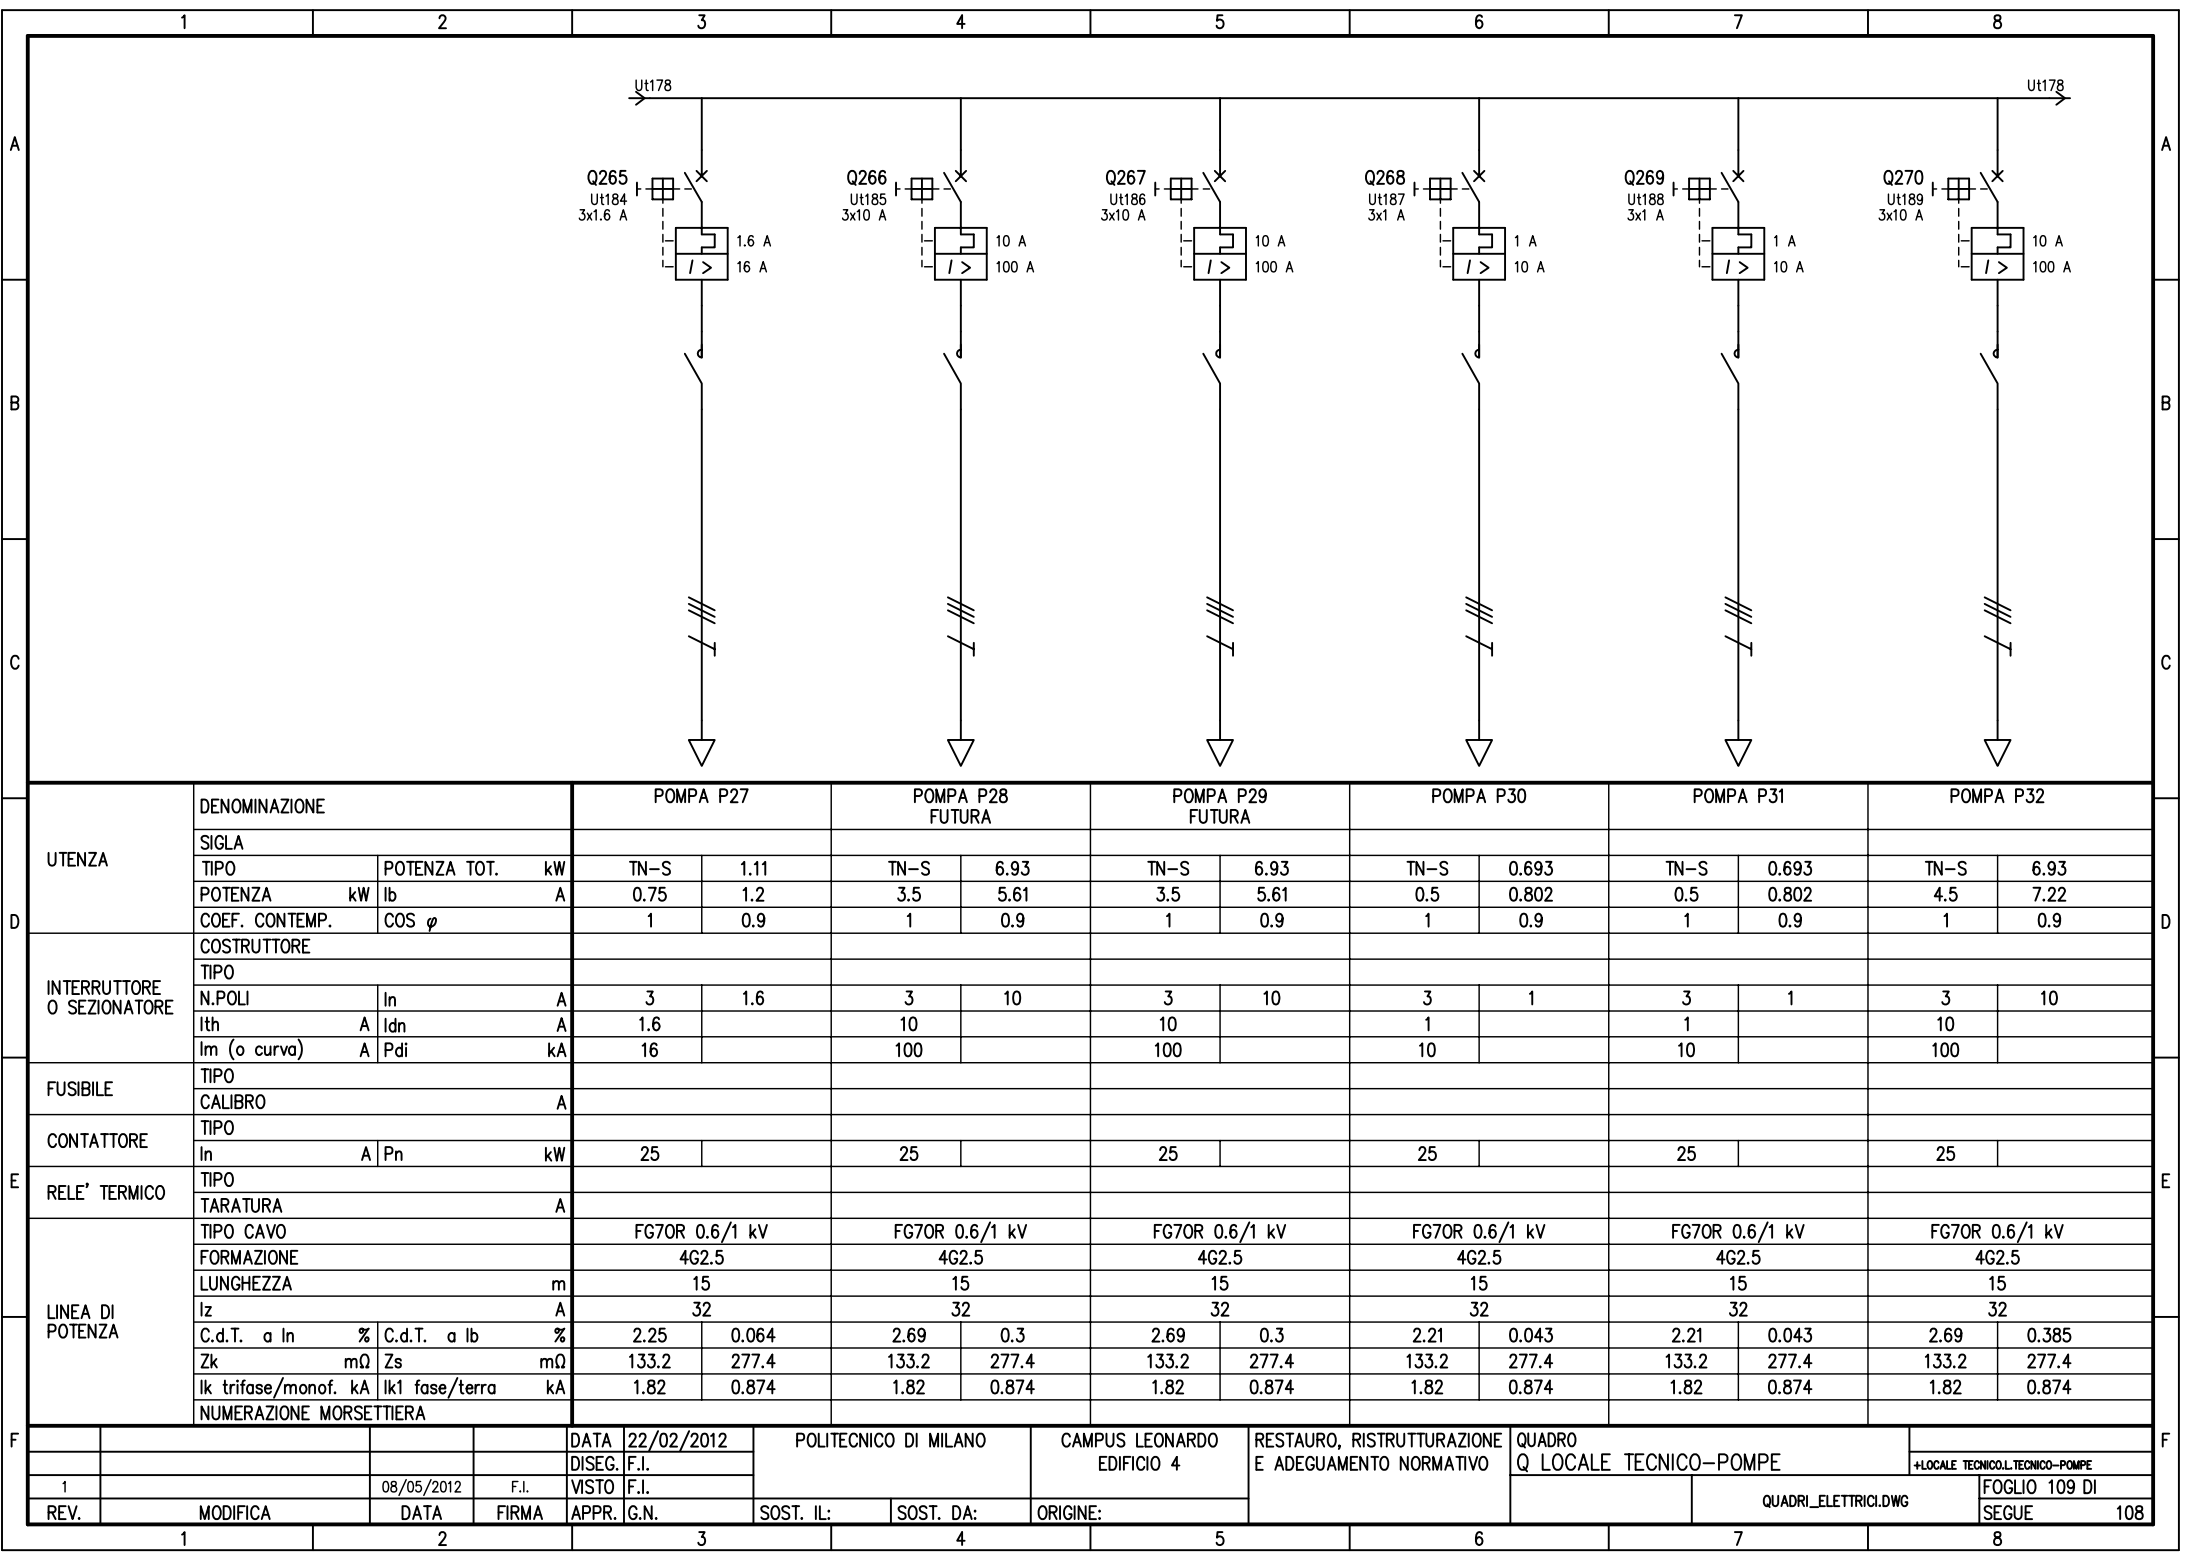 1 2 3 4 5 6 7 8
Ut178 Ut178
A A
Q265 Q266 Q267 Q268 Q269 Q270
Ut184 Ut185 Ut186 Ut187 Ut188 Ut189
3x1.6 A 3x10 A 3x10 A 3x1 A 3x1 A 3x10 A
1.6 A 10 A 10 A 1 A 1 A 10 A
I > 16 A I > 100 A I > 100 A I > 10 A I > 10 A I > 100 A
B B
C C
UTENZA
DENOMINAZIONE POMPA P27 POMPA P28 POMPA P29 POMPA P30 POMPA P31 POMPA P32
FUTURA FUTURA
SIGLA
TIPO POTENZA TOT. kW TN-S 1.11 TN-S 6.93 TN-S 6.93 TN-S 0.693 TN-S 0.693 TN-S 6.93
POTENZA kW Ib A 0.75 1.2 3.5 5.61 3.5 5.61 0.5 0.802 0.5 0.802 4.5 7.22
D COEF. CONTEMP. COS φ 1 0.9 1 0.9 1 0.9 1 0.9 1 0.9 1 0.9 D
INTERRUTTORE
O SEZIONATORE
COSTRUTTORE
TIPO
N.POLI In A 3 1.6 3 10 3 10 3 1 3 1 3 10
Ith A Idn A 1.6 10 10 1 1 10
Im (o curva) A Pdi kA 16 100 100 10 10 100
FUSIBILE
TIPO
CALIBRO A
CONTATTORE
TIPO
In A Pn kW 25 25 25 25 25 25
E E
RELE' TERMICO
TIPO
TARATURA A
LINEA DI
POTENZA
TIPO CAVO FG7OR 0.6/1 kV FG7OR 0.6/1 kV FG7OR 0.6/1 kV FG7OR 0.6/1 kV FG7OR 0.6/1 kV FG7OR 0.6/1 kV
FORMAZIONE 4G2.5 4G2.5 4G2.5 4G2.5 4G2.5 4G2.5
LUNGHEZZA m 15 15 15 15 15 15
Iz A 32 32 32 32 32 32
C.d.T. a In % C.d.T. a Ib % 2.25 0.064 2.69 0.3 2.69 0.3 2.21 0.043 2.21 0.043 2.69 0.385
Zk mΩ Zs mΩ 133.2 277.4 133.2 277.4 133.2 277.4 133.2 277.4 133.2 277.4 133.2 277.4
Ik trifase/monof. kA Ik1 fase/terra kA 1.82 0.874 1.82 0.874 1.82 0.874 1.82 0.874 1.82 0.874 1.82 0.874
NUMERAZIONE MORSETTIERA
F F
DATA 22/02/2012 POLITECNICO DI MILANO CAMPUS LEONARDO RESTAURO, RISTRUTTURAZIONE QUADRO
DISEG. F.I. EDIFICIO 4 E ADEGUAMENTO NORMATIVO Q LOCALE TECNICO-POMPE +LOCALE TECNICO.L.TECNICO-POMPE
1 08/05/2012 F.I. VISTO F.I. QUADRI_ELETTRICI.DWG FOGLIO 109 DI
REV. MODIFICA DATA FIRMA APPR. G.N. SOST. IL: SOST. DA: ORIGINE: SEGUE 108
1 2 3 4 5 6 7 8